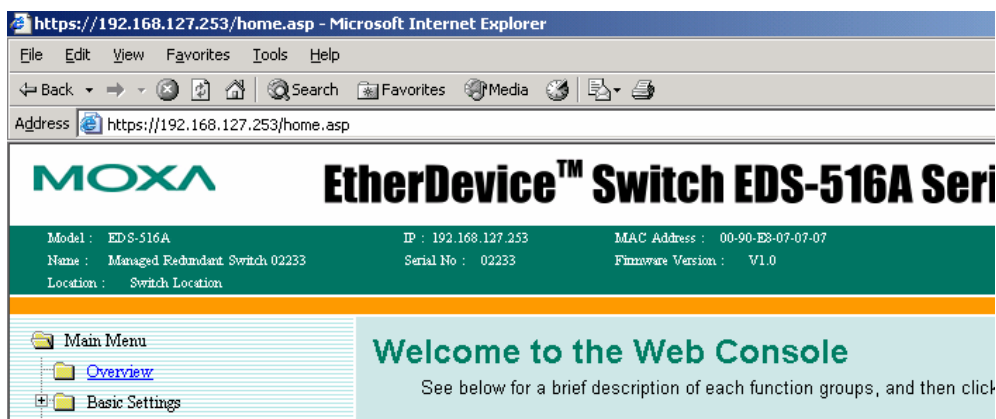 https://192.168.127.253/home.asp - Microsoft Internet Explorer
File Edit View Favorites Tools Help
Back Search Favorites Media
Address https://192.168.127.253/home.asp
MOXA EtherDevice™ Switch EDS-516A Seri
Model : EDS-516A IP : 192.168.127.253 MAC Address : 00-90-E8-07-07-07
Name : Managed Redundant Switch 02233 Serial No : 02233 Firmware Version : V1.0
Location : Switch Location
Main Menu
Overview
Basic Settings
Welcome to the Web Console
See below for a brief description of each function groups, and then click